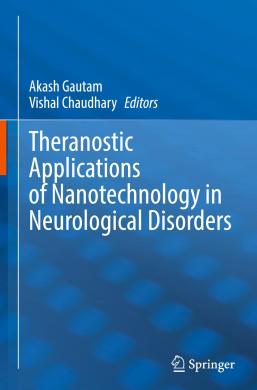 Akash Gautam
Vishal Chaudhary Editors
Theranostic
Applications
of Nanotechnology in
Neurological Disorders
Springer